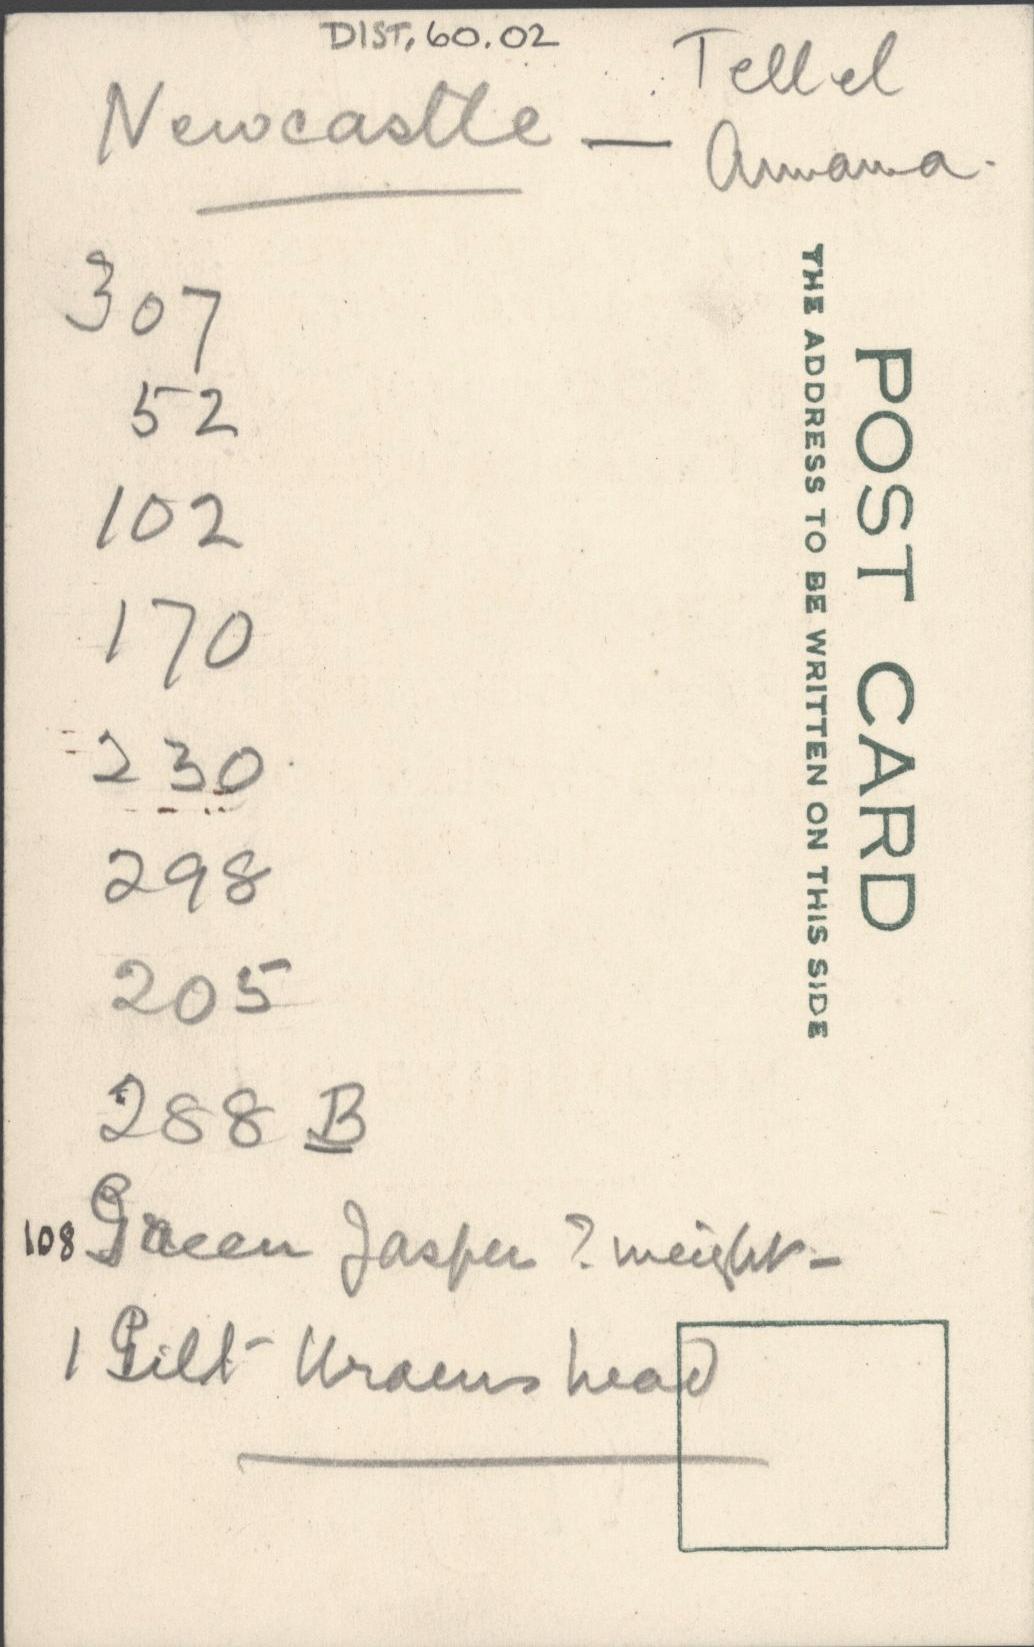 DIST. 60.02
Newcastle — Tell el
Amarna.
307
52
102
170
230
298
205
288 B
108 Green Jasper ? weight -
1 Gilt Uraeus head
POST CARD
THE ADDRESS TO BE WRITTEN ON THIS SIDE